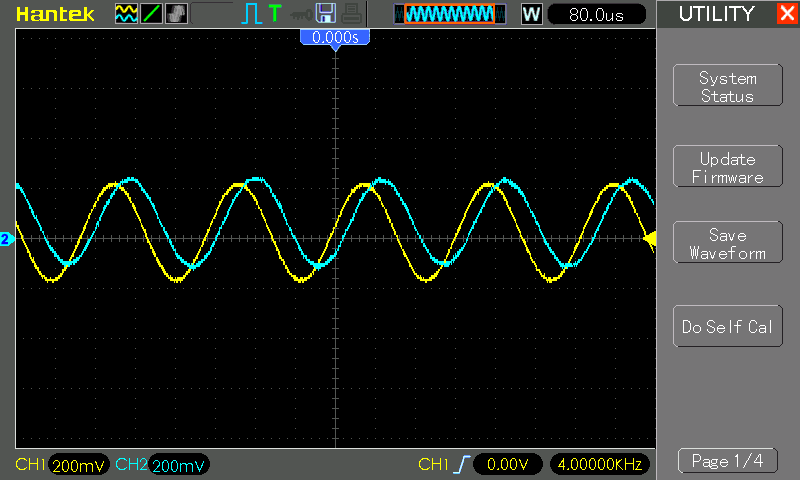 Hantek
T
W
80.0us
UTILITY
X
0.000s
System
Status
Update
Firmware
2
Save
Waveform
Do Self Cal
CH1 200mV CH2 200mV CH1 0.00V 4.00000KHz
Page 1/4